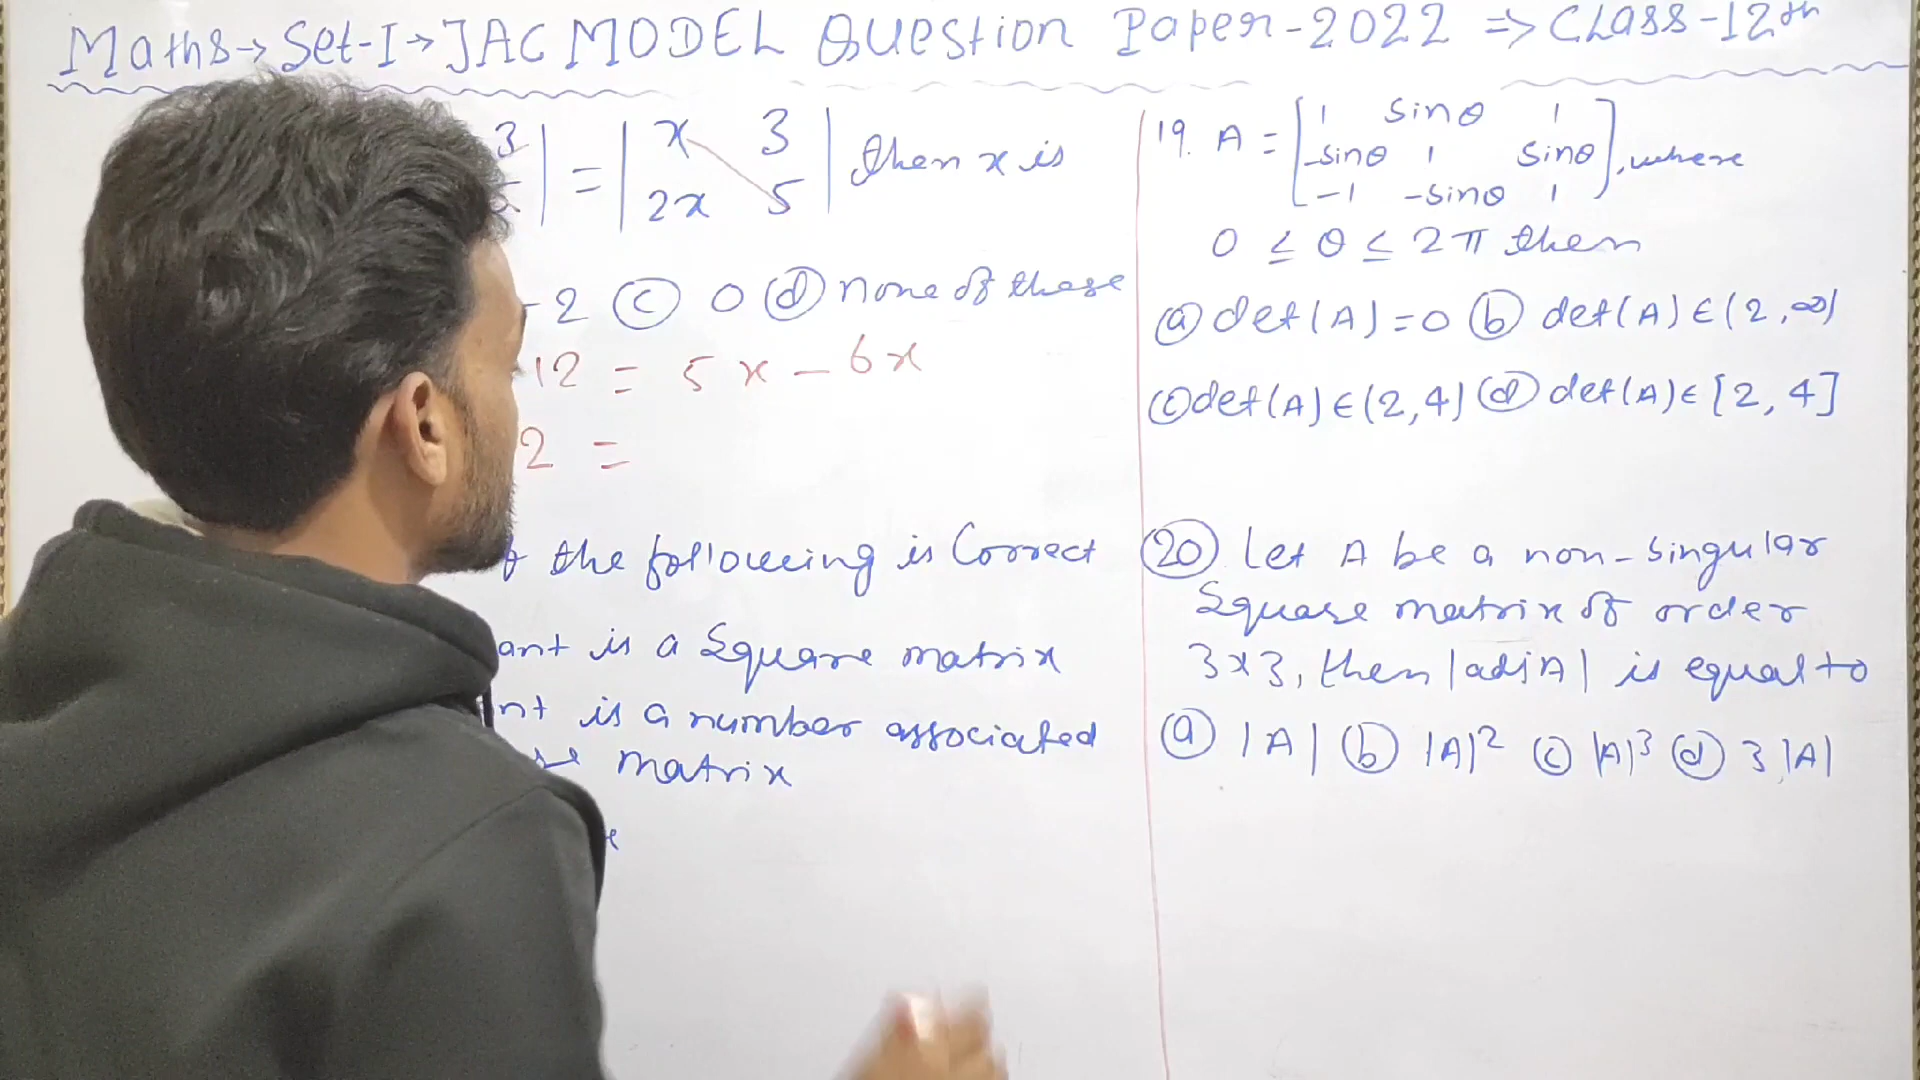 Maths → Set-I → JAC MODEL Question Paper-2022 ⇒ Class-12th
3| = |x 3| then x is
2x 5
-2 (c) 0 (d) none of these
12 = 5x - 6x
2 =
the following is Correct
ant is a Square matrix
nt is a number associated
matrix
19. A = [1 sinθ 1
-sinθ 1 sinθ], where
-1 -sinθ 1
0 ≤ θ ≤ 2π then
(a) det(A) = 0 (b) det(A) ∈ (2, ∞)
(c) det(A) ∈ (2, 4) (d) det(A) ∈ [2, 4]
(20) Let A be a non-singular
Square matrix of order
3x3, then |adjA| is equal to
(a) |A| (b) |A|² (c) |A|³ (d) 3|A|